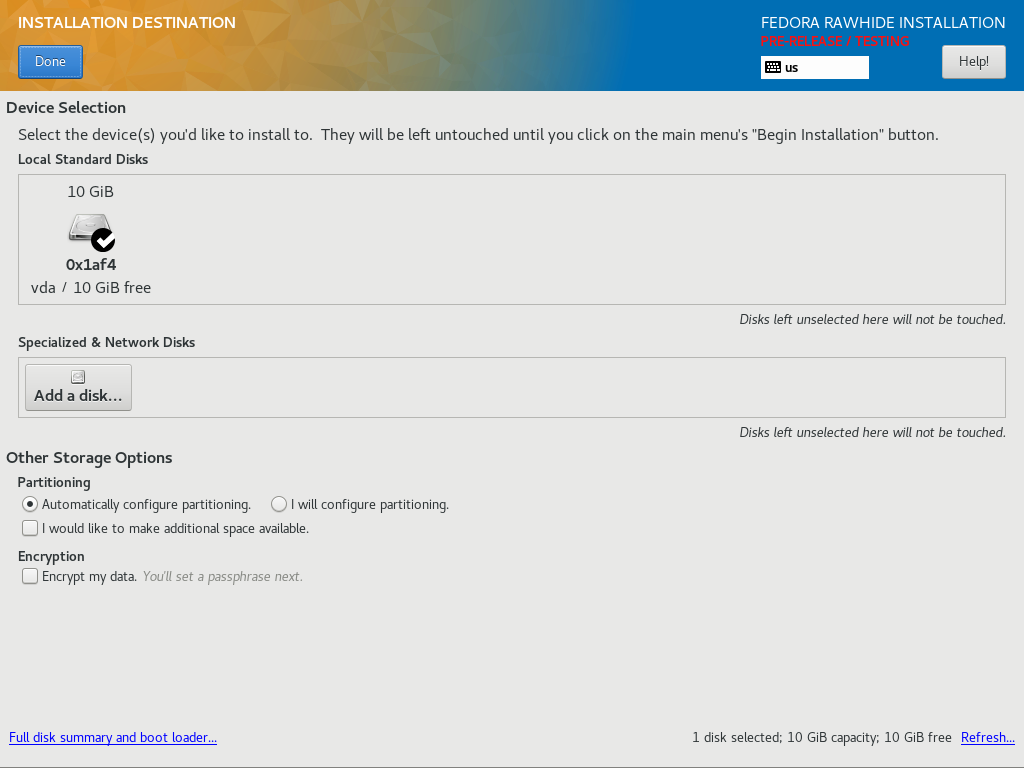 INSTALLATION DESTINATION
FEDORA RAWHIDE INSTALLATION
PRE-RELEASE / TESTING
Done
us
Help!
Device Selection
Select the device(s) you'd like to install to.  They will be left untouched until you click on the main menu's "Begin Installation" button.
Local Standard Disks
10 GiB
0x1af4
vda / 10 GiB free
Disks left unselected here will not be touched.
Specialized & Network Disks
Add a disk...
Disks left unselected here will not be touched.
Other Storage Options
Partitioning
Automatically configure partitioning. I will configure partitioning.
I would like to make additional space available.
Encryption
Encrypt my data. You'll set a passphrase next.
Full disk summary and boot loader... 1 disk selected; 10 GiB capacity; 10 GiB free Refresh...